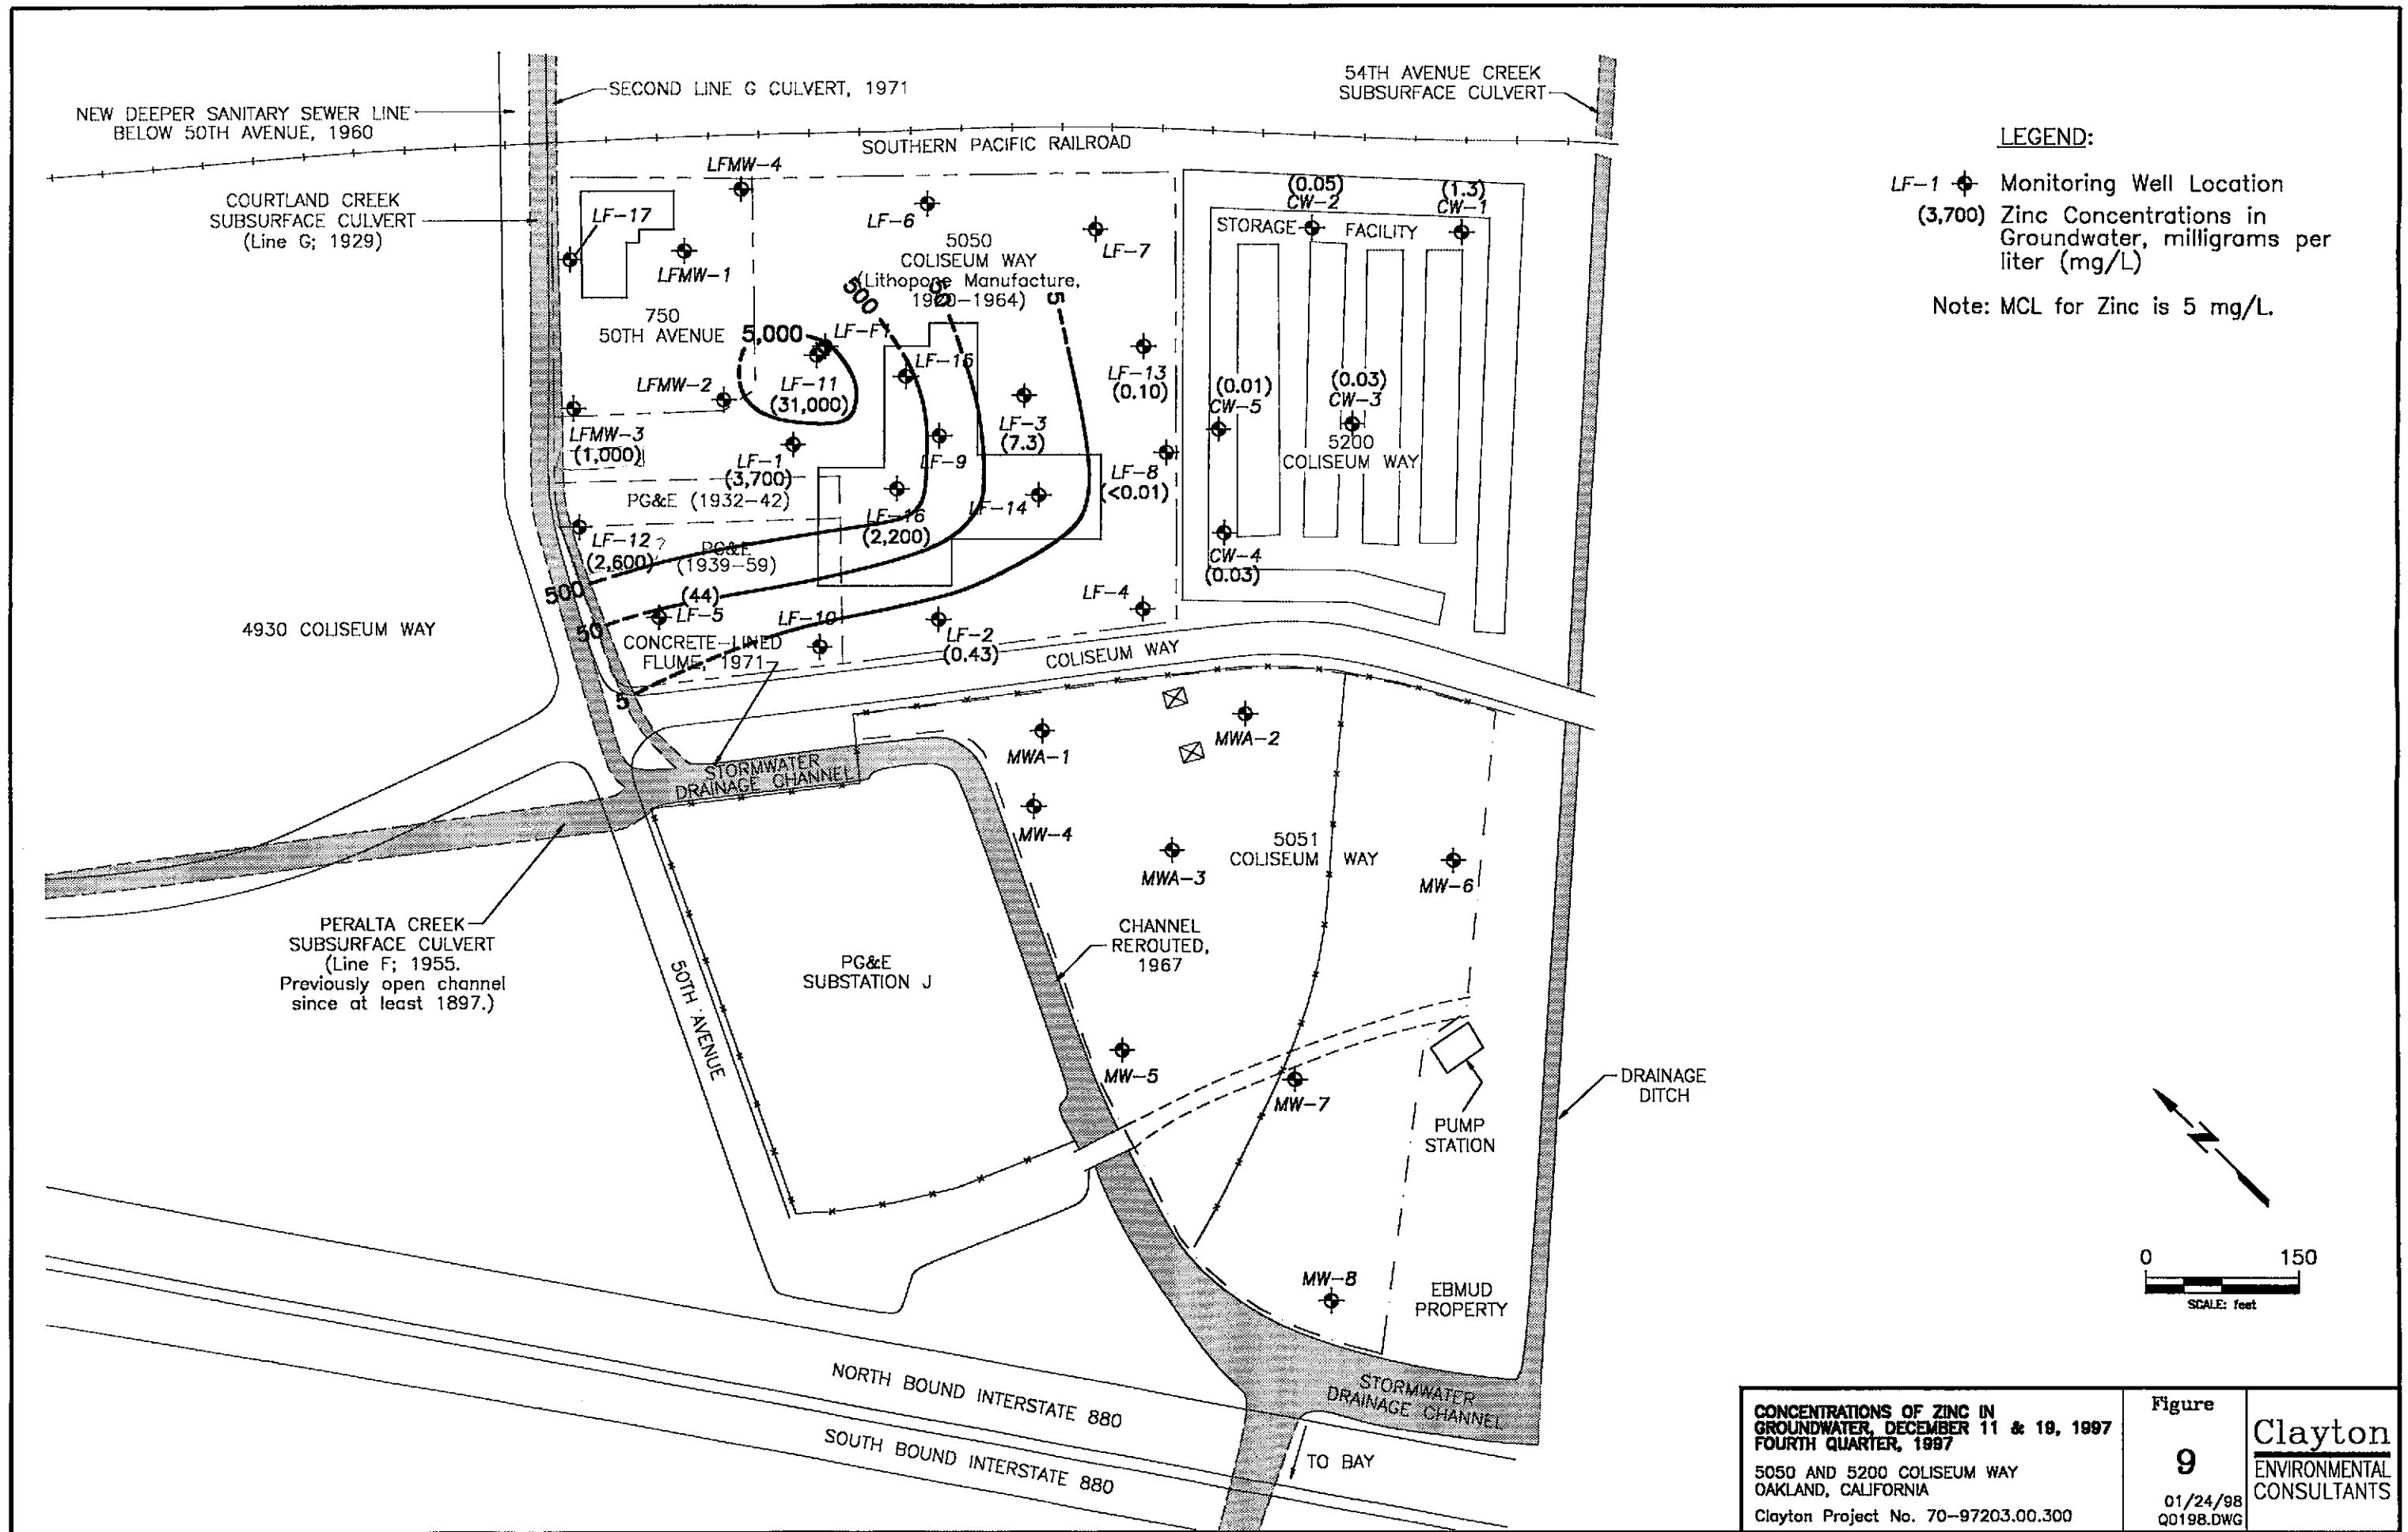 SECOND LINE G CULVERT, 1971
54TH AVENUE CREEK
SUBSURFACE CULVERT
NEW DEEPER SANITARY SEWER LINE
BELOW 50TH AVENUE, 1960
SOUTHERN PACIFIC RAILROAD
LEGEND:
LF-1 Monitoring Well Location
(3,700) Zinc Concentrations in
Groundwater, milligrams per
liter (mg/L)
Note: MCL for Zinc is 5 mg/L.
COURTLAND CREEK
SUBSURFACE CULVERT
(Line G; 1929)
LFMW-4
LF-17
LFMW-1
LF-6
LF-7
5050
COLISEUM WAY
(Lithopone Manufacture,
1920-1964)
(0.05)
CW-2
(1.3)
CW-1
STORAGE FACILITY
750
50TH AVENUE
5,000
500
50
5
LF-F1
LF-15
LFMW-2
LF-11
(31,000)
LF-13
(0.10)
(0.01)
CW-5
(0.03)
CW-3
LF-3
(7.3)
LFMW-3
(1,000)
LF-1
(3,700)
LF-9
LF-8
(<0.01)
5200
COLISEUM WAY
PG&E (1932-42)
LF-16
(2,200)
LF-14
LF-12
(2,600)
?
PG&E
(1939-59)
CW-4
(0.03)
500
(44)
LF-5
LF-10
LF-4
50
4930 COLISEUM WAY
CONCRETE-LINED
FLUME, 1971
LF-2
(0.43)
COLISEUM WAY
5
STORMWATER
DRAINAGE CHANNEL
MWA-1
MWA-2
MW-4
MWA-3
5051
COLISEUM WAY
MW-6
PERALTA CREEK
SUBSURFACE CULVERT
(Line F; 1955.
Previously open channel
since at least 1897.)
50TH AVENUE
PG&E
SUBSTATION J
CHANNEL
REROUTED,
1967
MW-5
MW-7
PUMP
STATION
DRAINAGE
DITCH
N
0 150
SCALE: feet
MW-8
EBMUD
PROPERTY
NORTH BOUND INTERSTATE 880
SOUTH BOUND INTERSTATE 880
STORMWATER
DRAINAGE CHANNEL
TO BAY
CONCENTRATIONS OF ZINC IN
GROUNDWATER, DECEMBER 11 & 19, 1997
FOURTH QUARTER, 1997
5050 AND 5200 COLISEUM WAY
OAKLAND, CALIFORNIA
Clayton Project No. 70-97203.00.300
Figure
9
01/24/98
Q0198.DWG
Clayton
ENVIRONMENTAL
CONSULTANTS